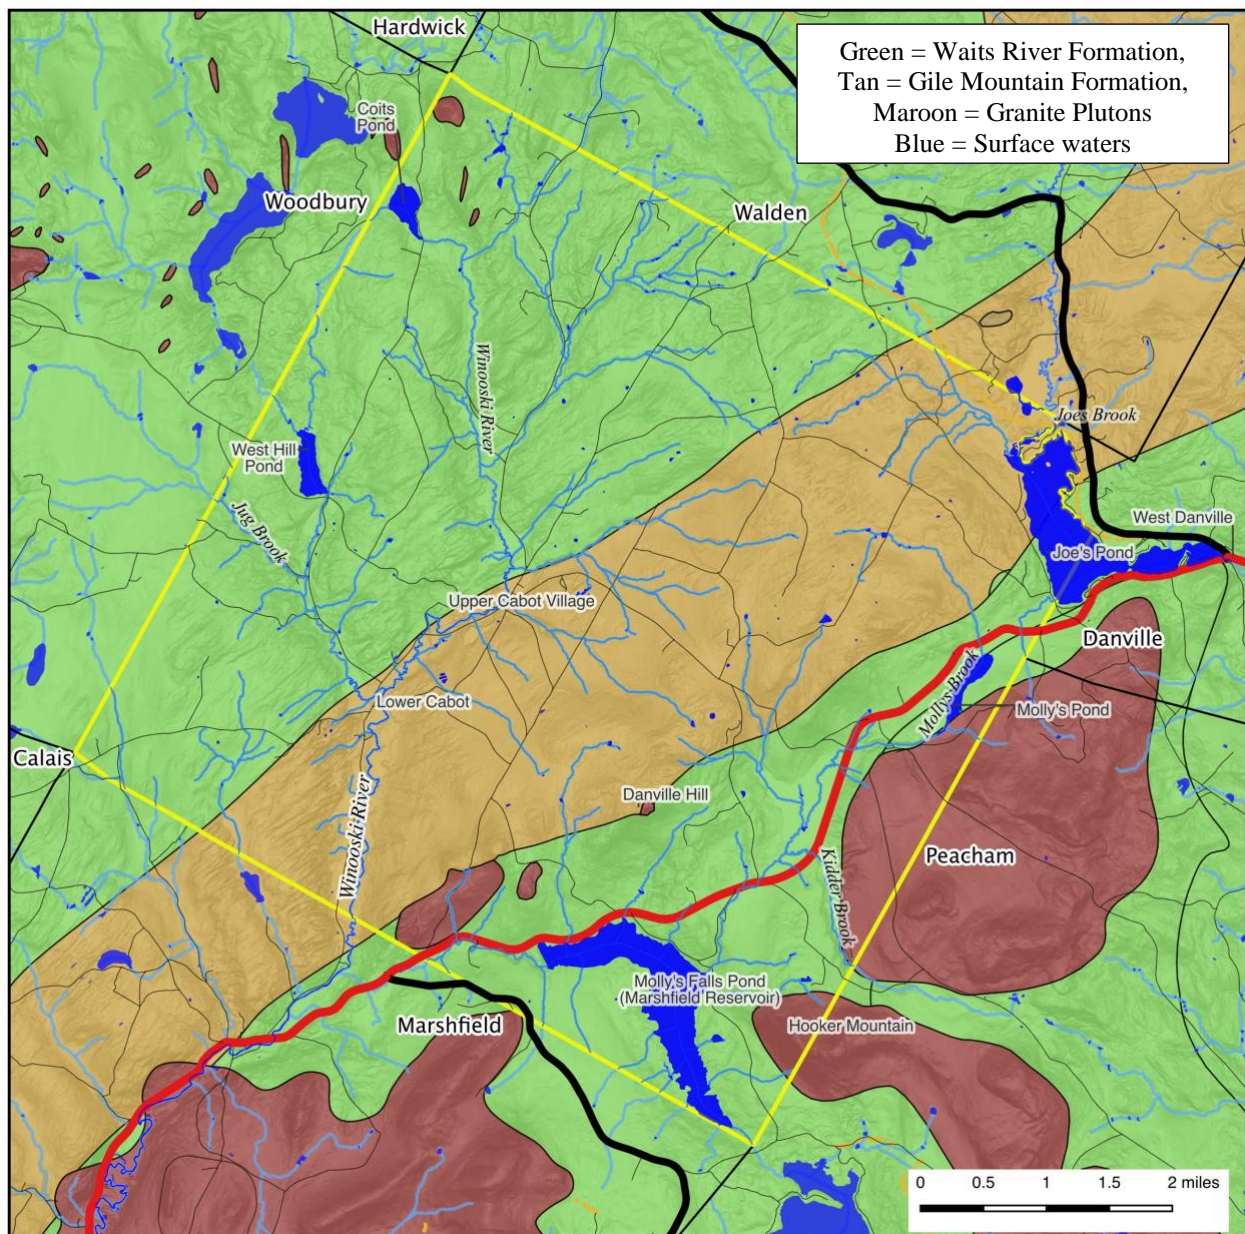 Hardwick
Green = Waits River Formation,
Tan = Gile Mountain Formation,
Maroon = Granite Plutons
Blue = Surface waters
Coits
Pond
Woodbury
Walden
Winooski River
Joes Brook
West Hill
Pond
Jug Brook
West Danville
Joe's Pond
Upper Cabot Village
Danville
Mollys Brook
Lower Cabot
Molly's Pond
Calais
Danville Hill
Winooski River
Peacham
Kidder Brook
Molly's Falls Pond
(Marshfield Reservoir)
Marshfield
Hooker Mountain
0 0.5 1 1.5 2 miles